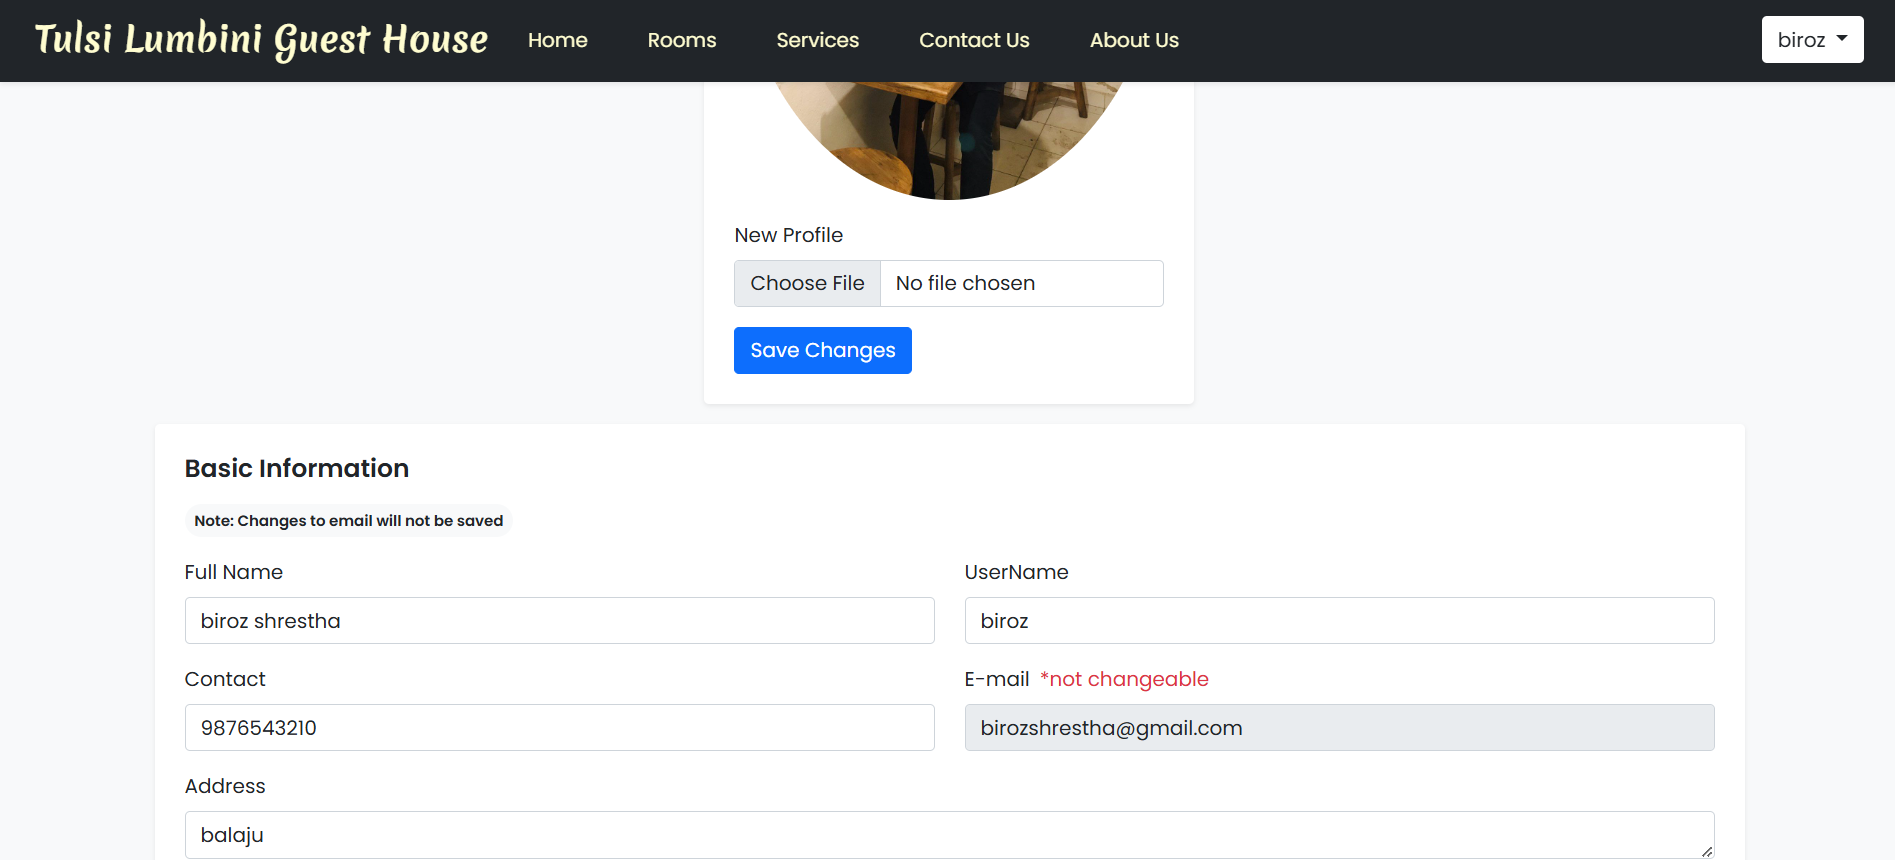 Tulsi Lumbini Guest House Home Rooms Services Contact Us About Us biroz
New Profile
Choose File No file chosen
Save Changes
Basic Information
Note: Changes to email will not be saved
Full Name UserName
biroz shrestha biroz
Contact E-mail *not changeable
9876543210 birozshrestha@gmail.com
Address
balaju